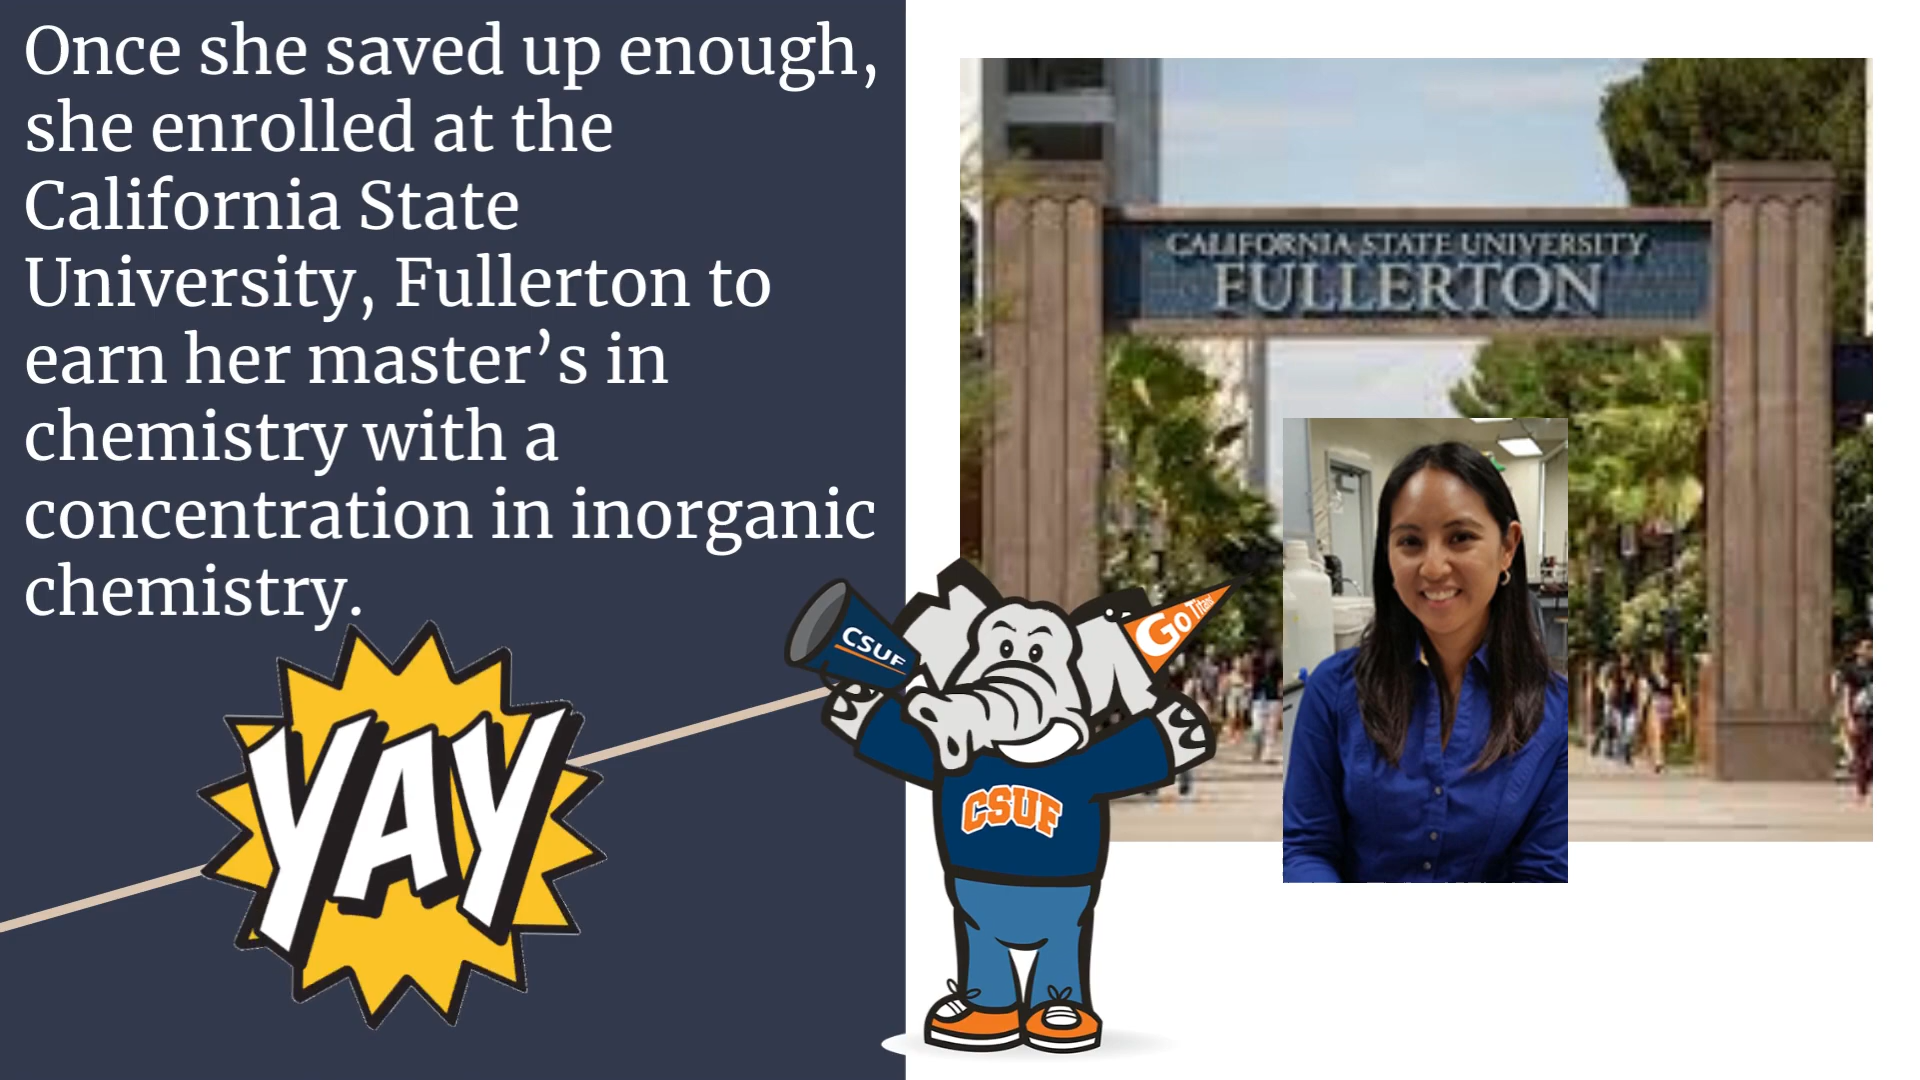 Once she saved up enough,
she enrolled at the
California State
University, Fullerton to
earn her master’s in
chemistry with a
concentration in inorganic
chemistry.
CALIFORNIA STATE UNIVERSITY
FULLERTON
CSUF
Go Titans!
CSUF
YAY